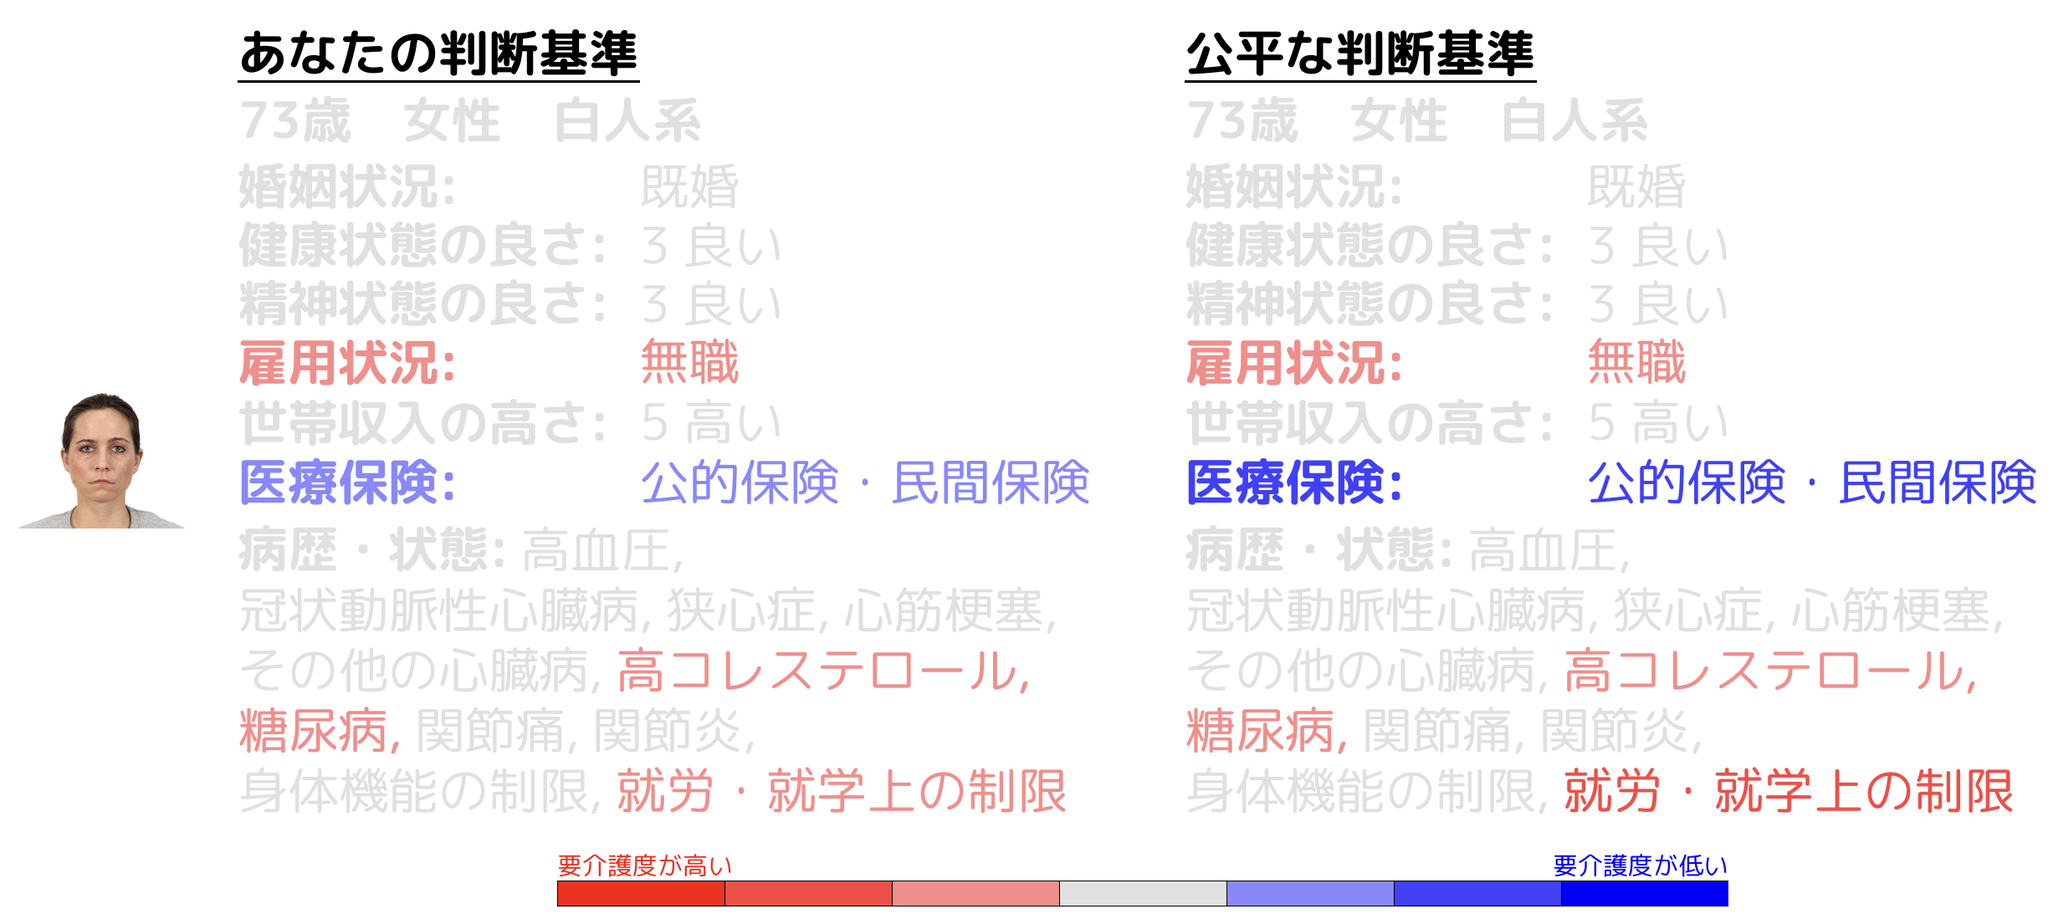 あなたの判断基準
73歳　女性　白人系
婚姻状況: 既婚
健康状態の良さ: 3 良い
精神状態の良さ: 3 良い
雇用状況: 無職
世帯収入の高さ: 5 高い
医療保険: 公的保険・民間保険
病歴・状態: 高血圧,
冠状動脈性心臓病, 狭心症, 心筋梗塞,
その他の心臓病, 高コレステロール,
糖尿病, 関節痛, 関節炎,
身体機能の制限, 就労・就学上の制限
公平な判断基準
73歳　女性　白人系
婚姻状況: 既婚
健康状態の良さ: 3 良い
精神状態の良さ: 3 良い
雇用状況: 無職
世帯収入の高さ: 5 高い
医療保険: 公的保険・民間保険
病歴・状態: 高血圧,
冠状動脈性心臓病, 狭心症, 心筋梗塞,
その他の心臓病, 高コレステロール,
糖尿病, 関節痛, 関節炎,
身体機能の制限, 就労・就学上の制限
要介護度が高い
要介護度が低い